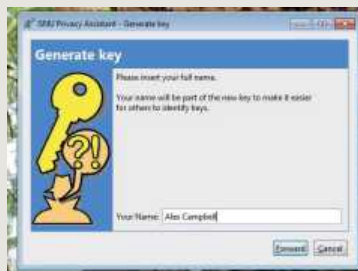 GNU Privacy Assistant - Generate key
Generate key
?!
Please insert your full name.
Your name will be part of the new key to make it easier
for others to identify keys.
Your Name: Alex Campbell
Forward Cancel